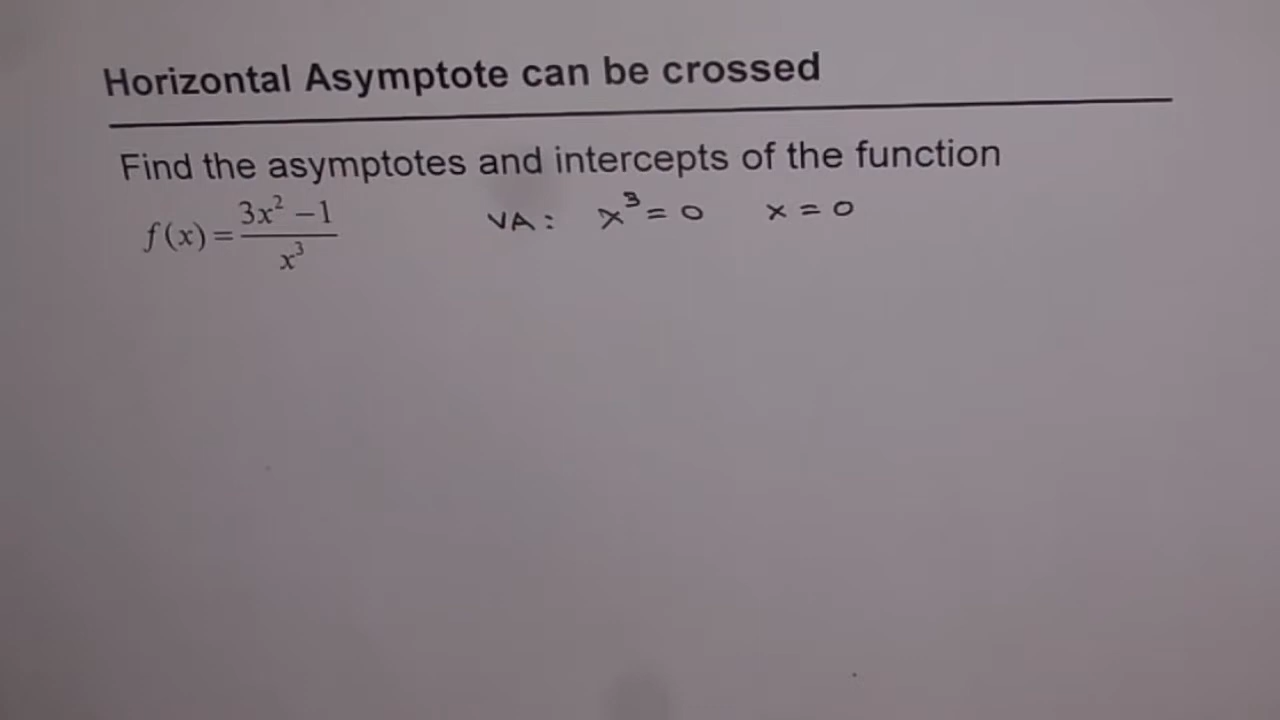 Horizontal Asymptote can be crossed
Find the asymptotes and intercepts of the function
f(x) = (3x² − 1)/x³ VA: x³ = 0 x = 0